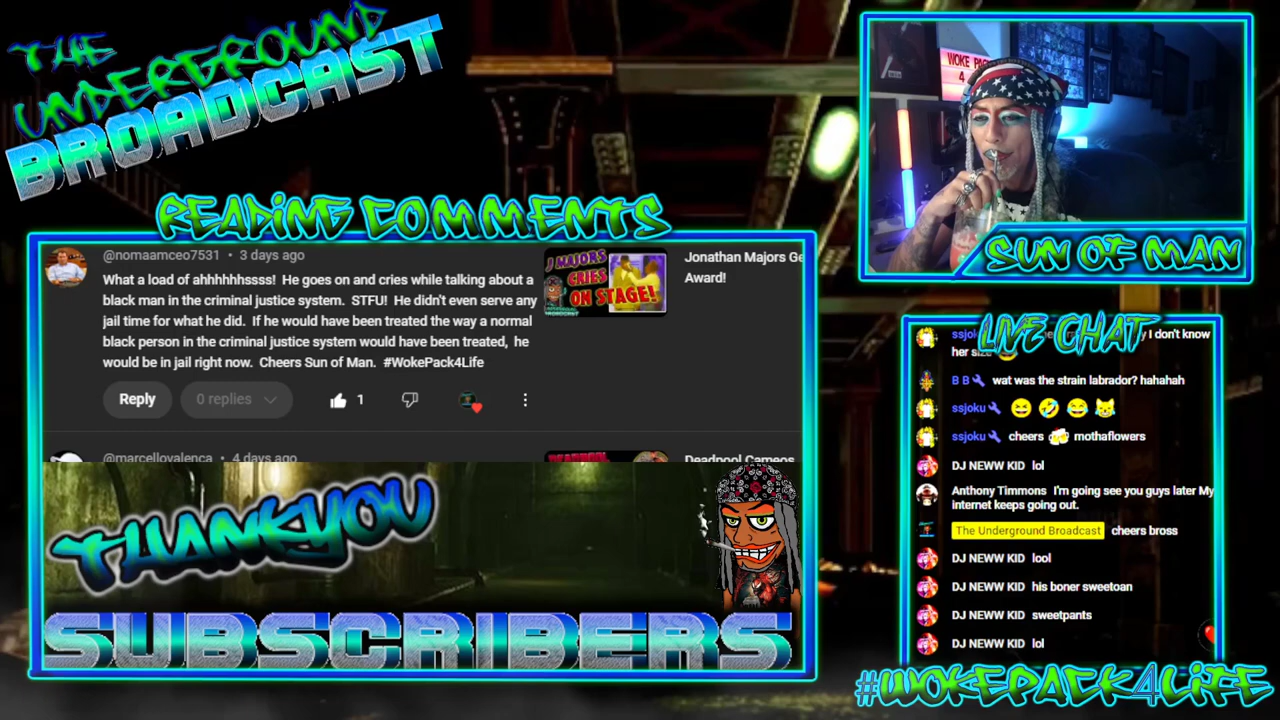 THE
UNDERGROUND
BROADCAST
READING COMMENTS
@nomaamceo7531 • 3 days ago
What a load of ahhhhhhssss! He goes on and cries while talking about a
black man in the criminal justice system. STFU! He didn't even serve any
jail time for what he did. If he would have been treated the way a normal
black person in the criminal justice system would have been treated, he
would be in jail right now. Cheers Sun of Man. #WokePack4Life
Reply
0 replies
1
J MAJORS
CRIES
ON STAGE!
Jonathan Majors Ge
Award!
@marcellovalenca • 4 days ago
Deadpool Cameos
THANKYOU
SUBSCRIBERS
WOKE PA
4
SUN OF MAN
LIVE CHAT
y I don't know
her size
B B wat was the strain labrador? hahahah
ssjoku
ssjoku cheers mothaflowers
DJ NEWW KID lol
Anthony Timmons I'm going see you guys later My
internet keeps going out.
The Underground Broadcast cheers bross
DJ NEWW KID lool
DJ NEWW KID his boner sweetoan
DJ NEWW KID sweetpants
DJ NEWW KID lol
#WOKEPACK4LIFE